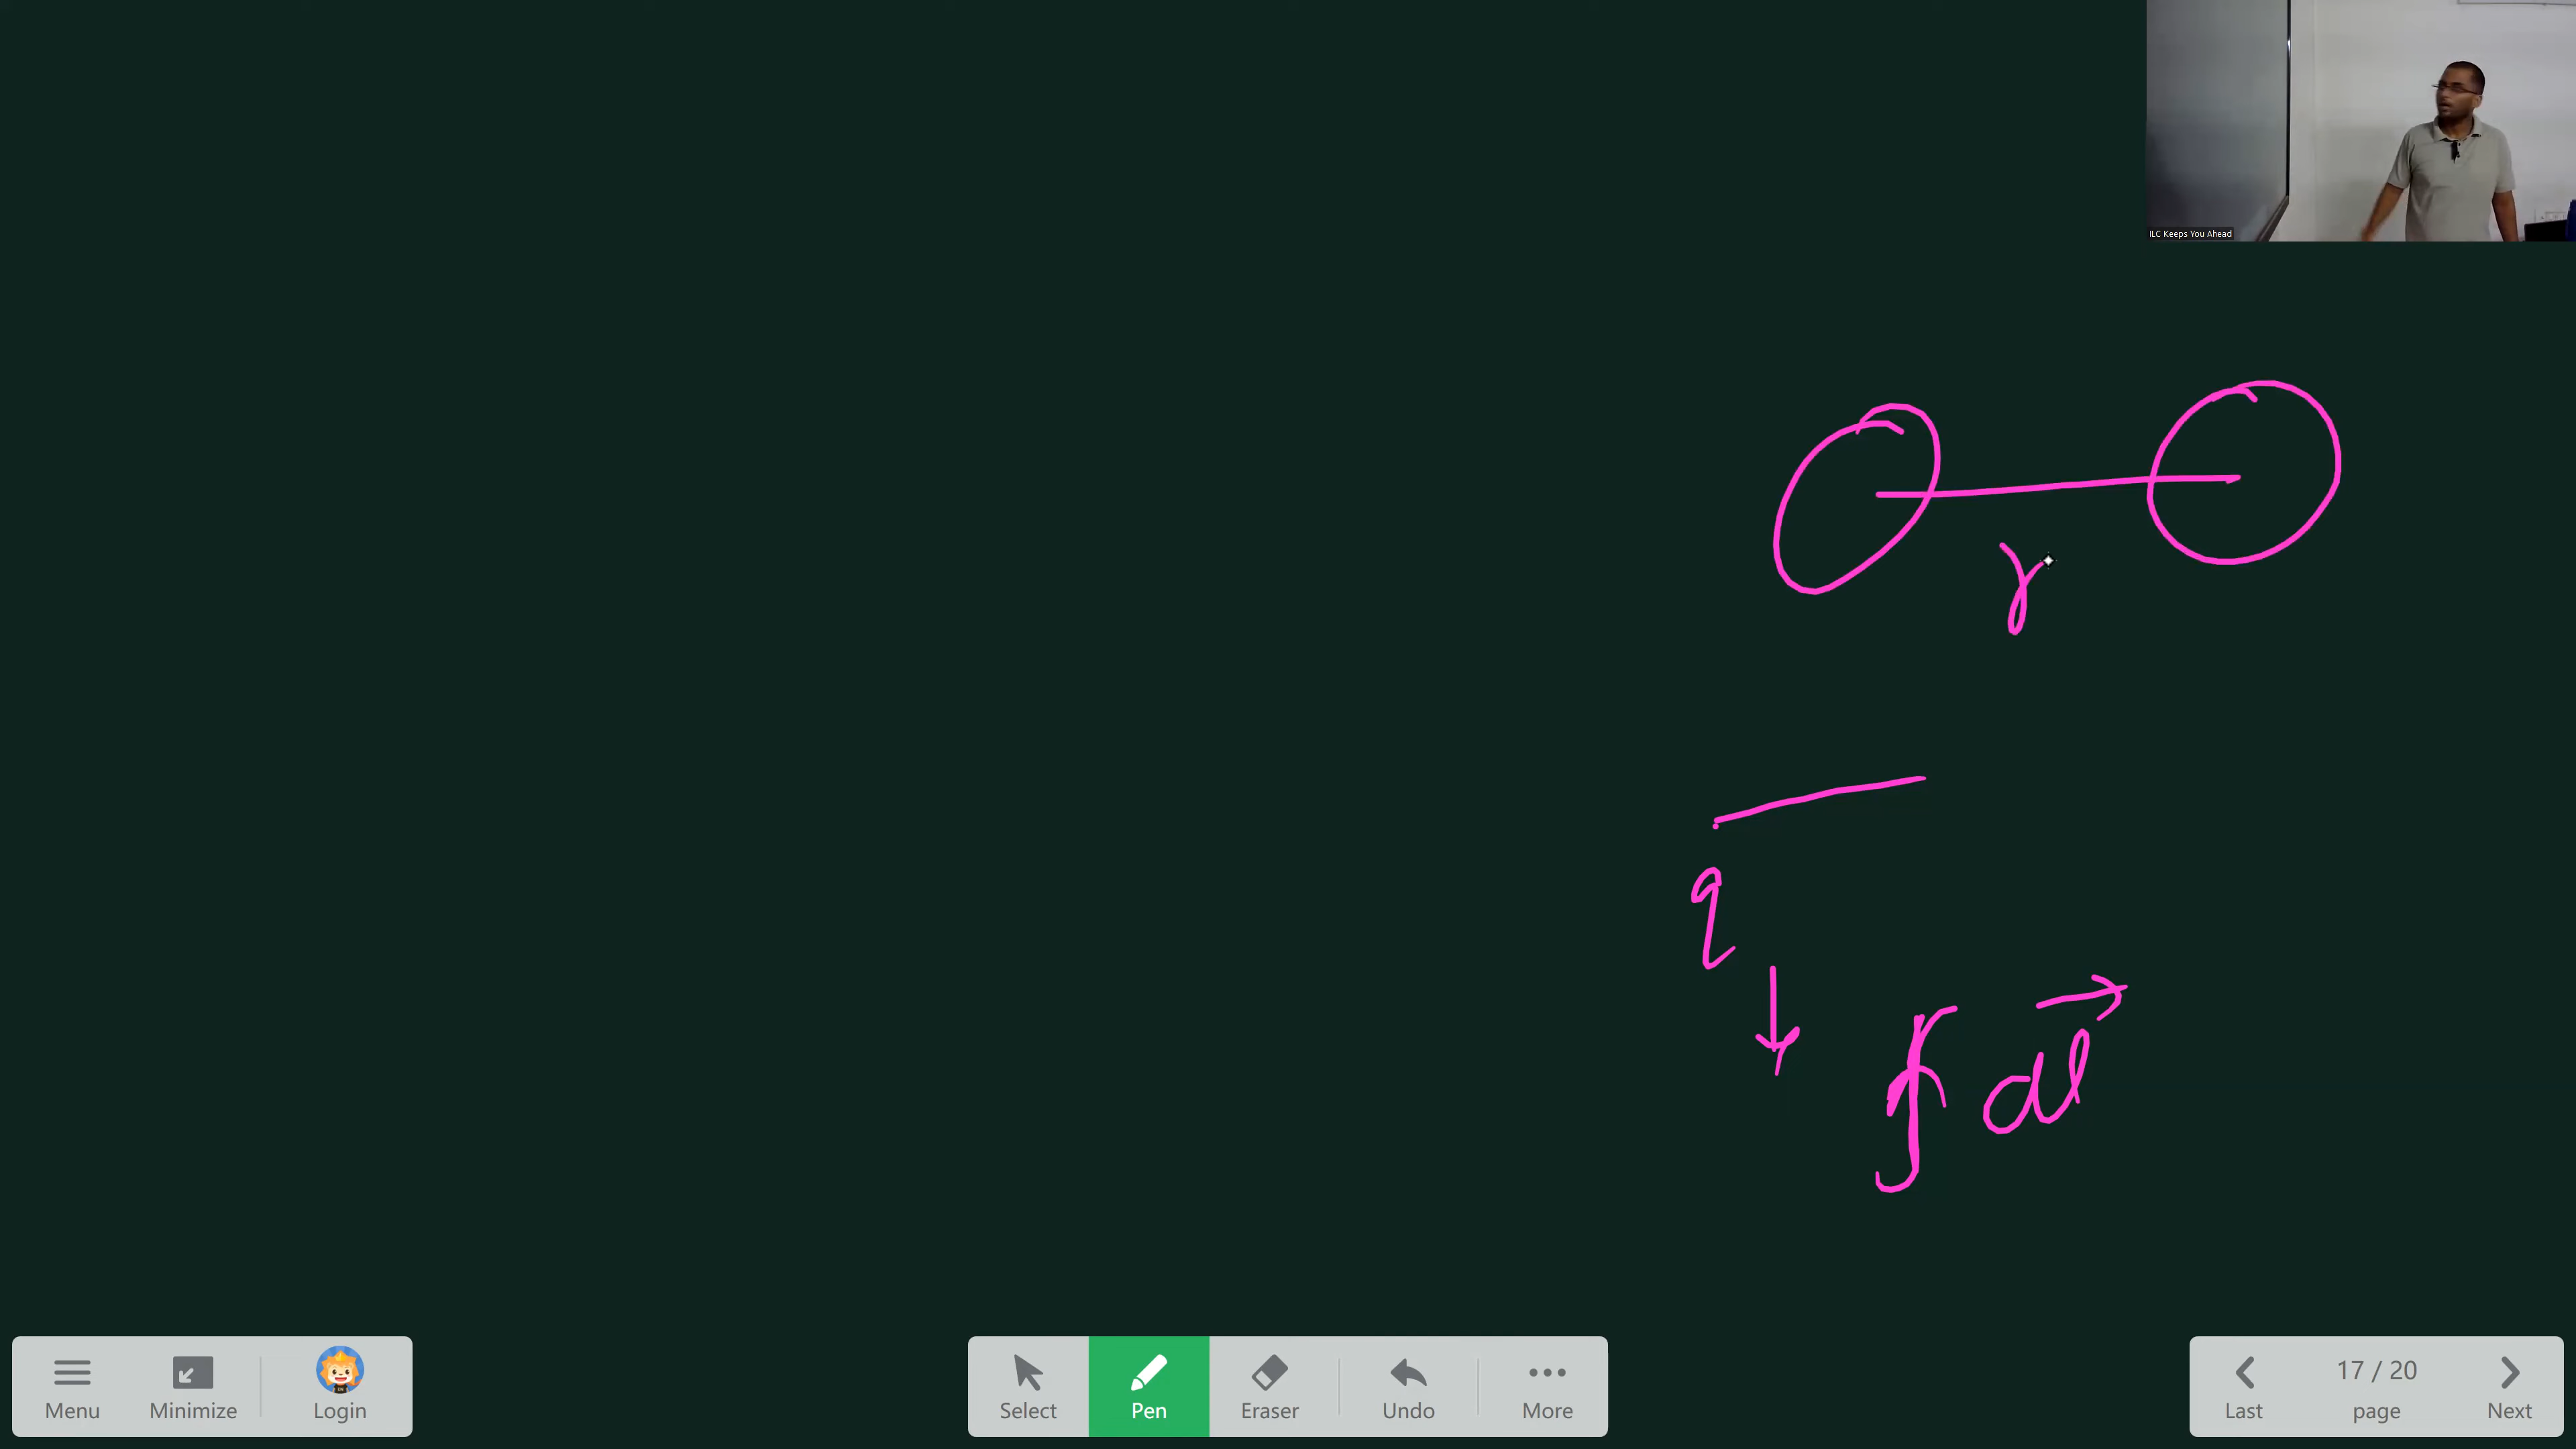 ILC Keeps You Ahead
r
q
∮ dl
Menu
Minimize
Login
Select
Pen
Eraser
Undo
More
Last
17 / 20
page
Next